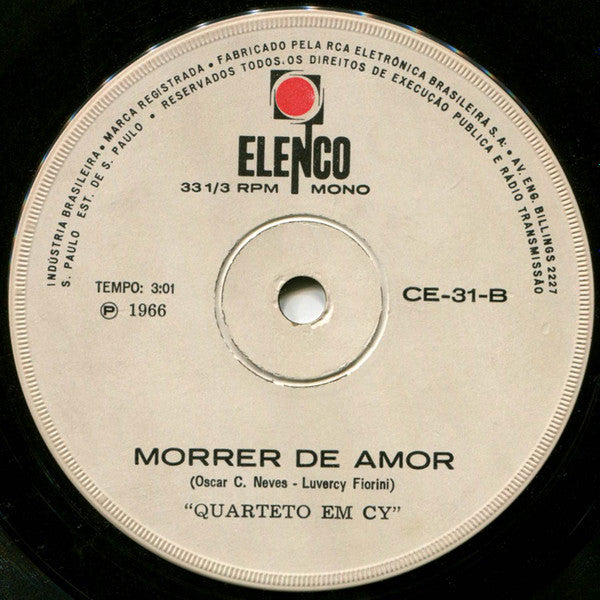 INDÚSTRIA BRASILEIRA • MARCA REGISTRADA • FABRICADO PELA RCA ELETRÔNICA BRASILEIRA S.A. • AV. ENG. BILLINGS 2227
S. PAULO EST. DE S. PAULO • RESERVADOS TODOS.OS DIREITOS DE EXECUÇÃO PUBLICA E RÁDIO TRANSMISSÃO
ELENCO
33 1/3 RPM MONO
TEMPO: 3:01
℗ 1966
CE-31-B
MORRER DE AMOR
(Oscar C. Neves - Luvercy Fiorini)
“QUARTETO EM CY”